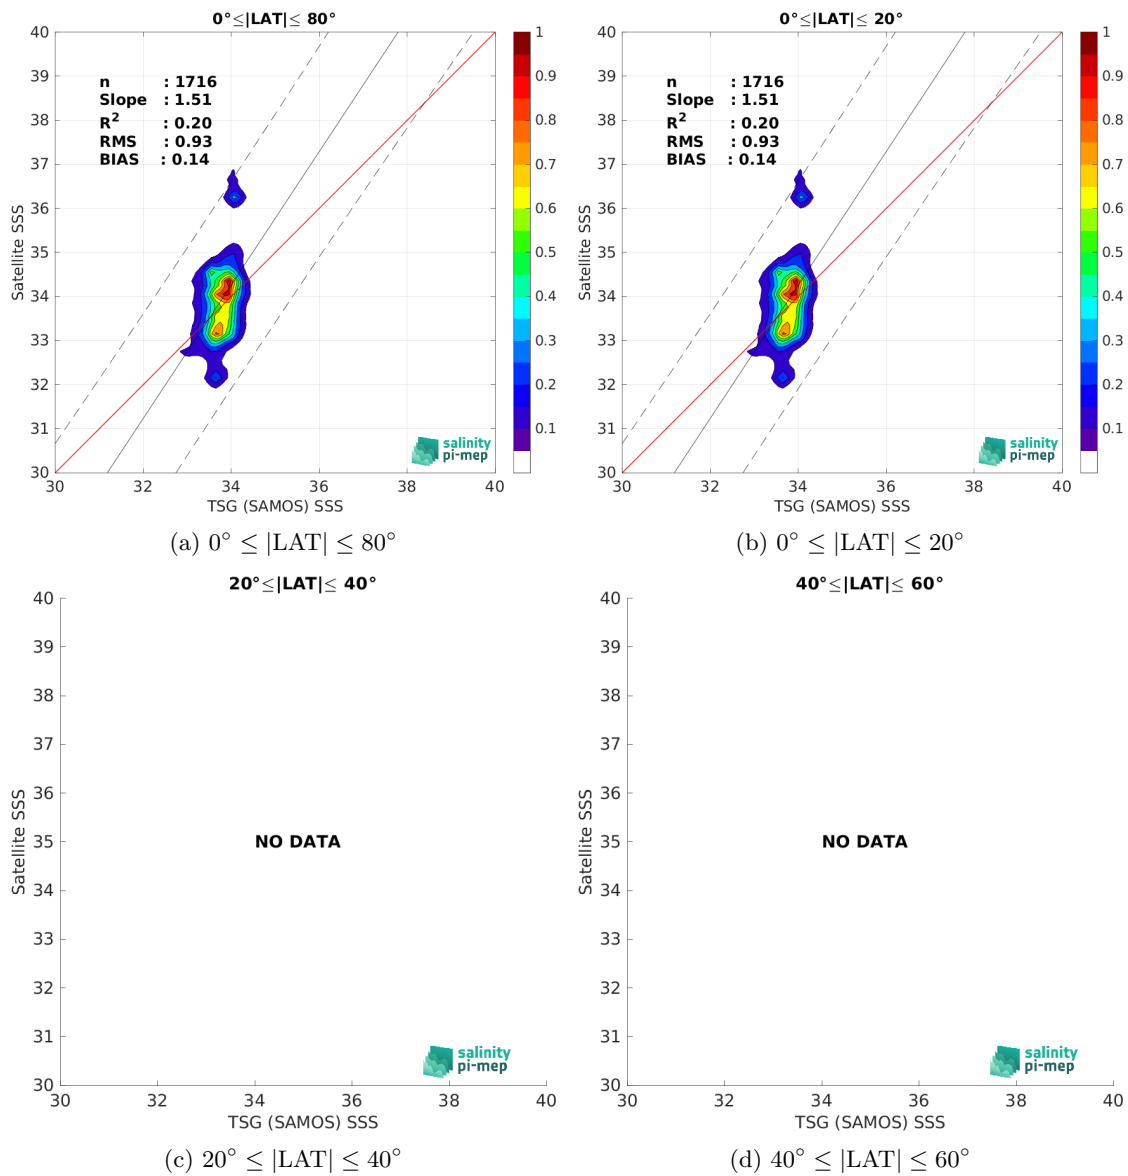 0°≤|LAT|≤ 80°
40
39
38
37
36
35
34
33
32
31
30
Satellite SSS
n : 1716
Slope : 1.51
R² : 0.20
RMS : 0.93
BIAS : 0.14
salinity
pi-mep
30 32 34 36 38 40
TSG (SAMOS) SSS
1
0.9
0.8
0.7
0.6
0.5
0.4
0.3
0.2
0.1
(a) 0° ≤ |LAT| ≤ 80°
0°≤|LAT|≤ 20°
40
39
38
37
36
35
34
33
32
31
30
Satellite SSS
n : 1716
Slope : 1.51
R² : 0.20
RMS : 0.93
BIAS : 0.14
salinity
pi-mep
30 32 34 36 38 40
TSG (SAMOS) SSS
1
0.9
0.8
0.7
0.6
0.5
0.4
0.3
0.2
0.1
(b) 0° ≤ |LAT| ≤ 20°
20°≤|LAT|≤ 40°
40
39
38
37
36
35
34
33
32
31
30
Satellite SSS
NO DATA
salinity
pi-mep
30 32 34 36 38 40
TSG (SAMOS) SSS
(c) 20° ≤ |LAT| ≤ 40°
40°≤|LAT|≤ 60°
40
39
38
37
36
35
34
33
32
31
30
Satellite SSS
NO DATA
salinity
pi-mep
30 32 34 36 38 40
TSG (SAMOS) SSS
(d) 40° ≤ |LAT| ≤ 60°